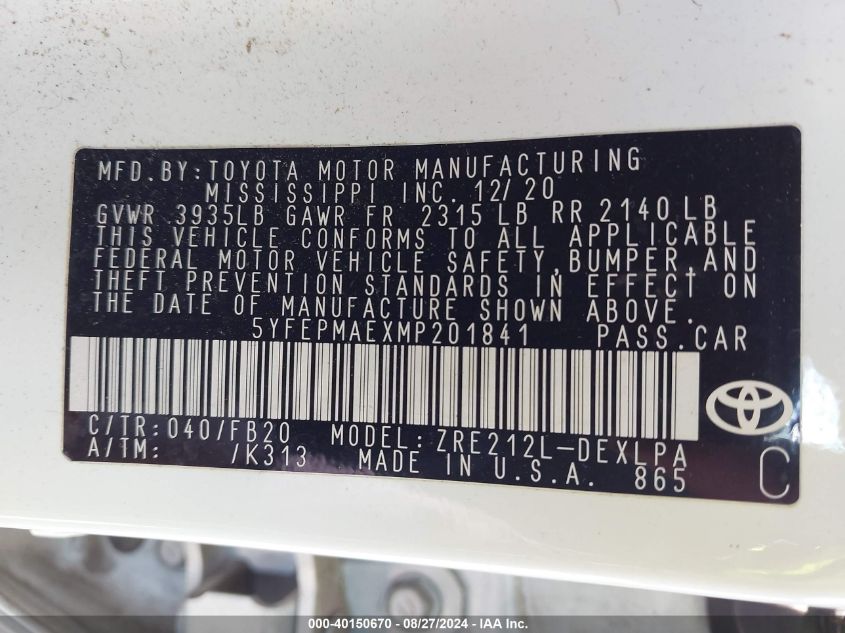 MFD.BY:TOYOTA MOTOR MANUFACTURING
MISSISSIPPI INC. 12/20
GVWR 3935LB GAWR FR 2315 LB RR 2140 LB
THIS VEHICLE CONFORMS TO ALL APPLICABLE
FEDERAL MOTOR VEHICLE SAFETY,BUMPER,AND
THEFT PREVENTION STANDARDS IN EFFECT ON
THE DATE OF MANUFACTURE SHOWN ABOVE.
5YFEPMAEXMP201841 PASS.CAR
C/TR:040/FB20 MODEL:ZRE212L-DEXLPA
A/TM: /K313 MADE IN U.S.A. 865 C
000-40150670 - 08/27/2024 - IAA Inc.